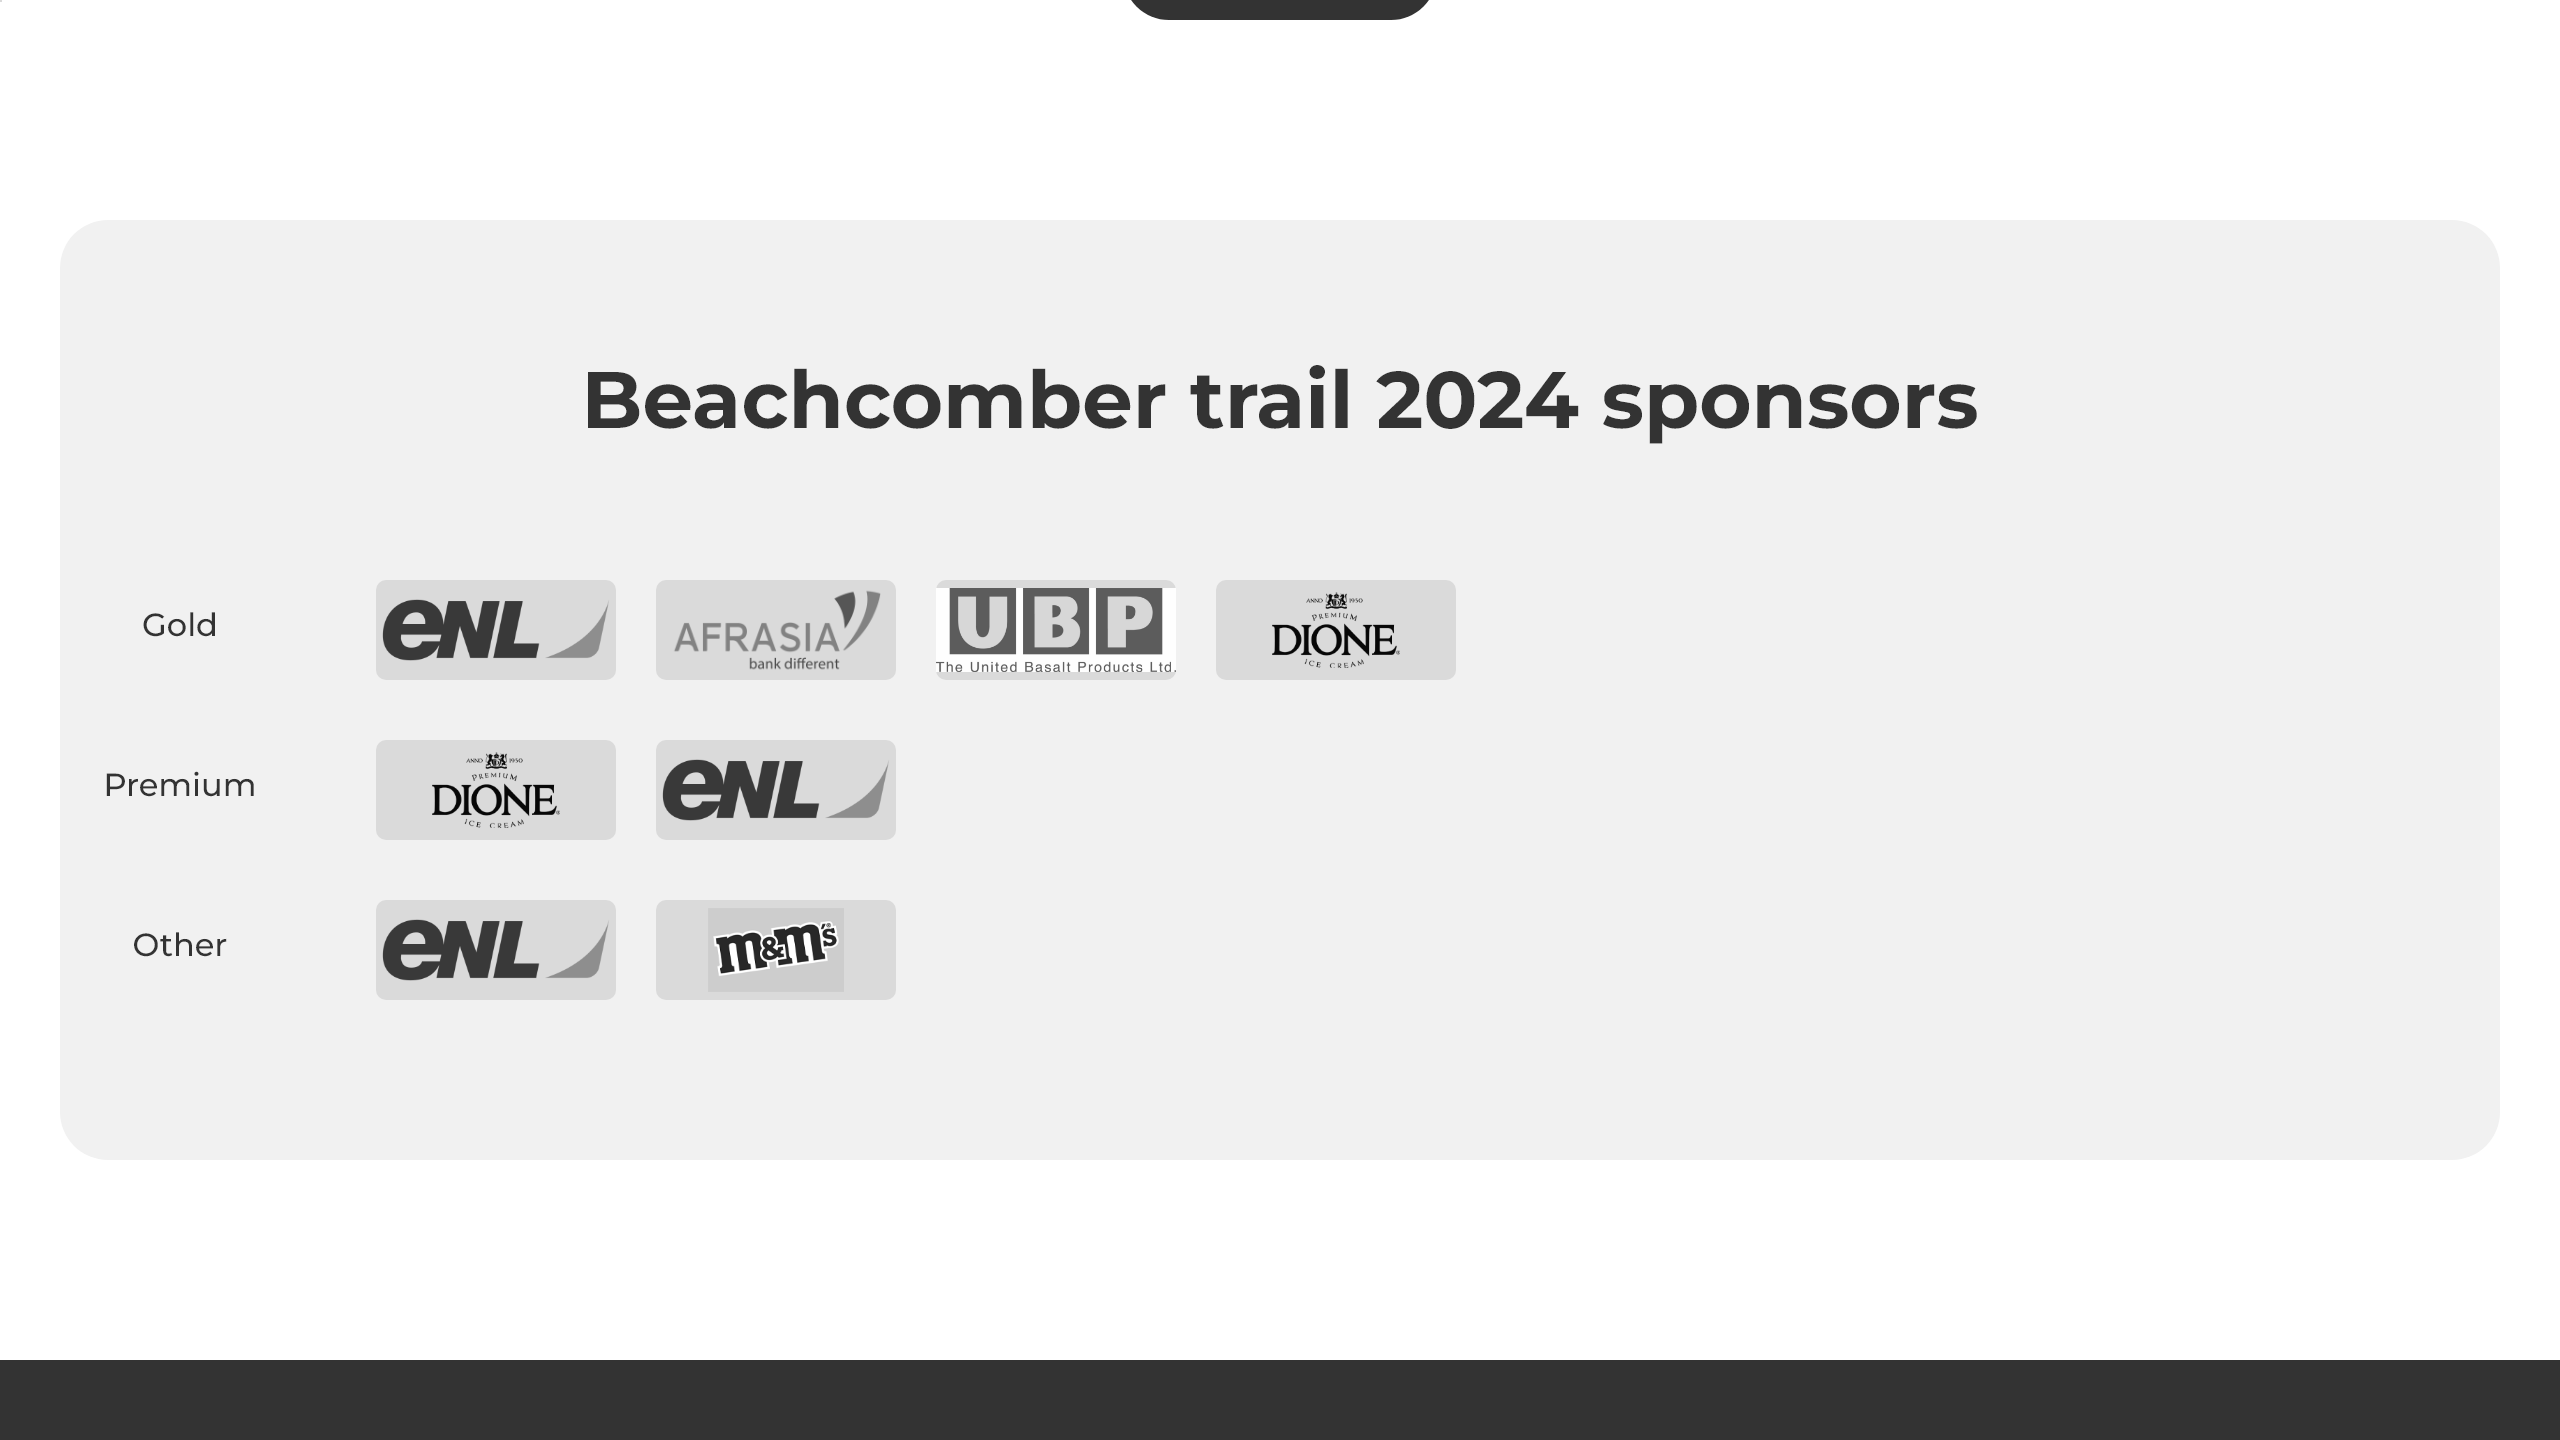 Beachcomber trail 2024 sponsors
Gold
eNL
AFRASIA
bank different
UBP
The United Basalt Products Ltd.
ANNO 1950
PREMIUM
DIONE
ICE CREAM
Premium
ANNO 1950
PREMIUM
DIONE
ICE CREAM
eNL
Other
eNL
m&m's